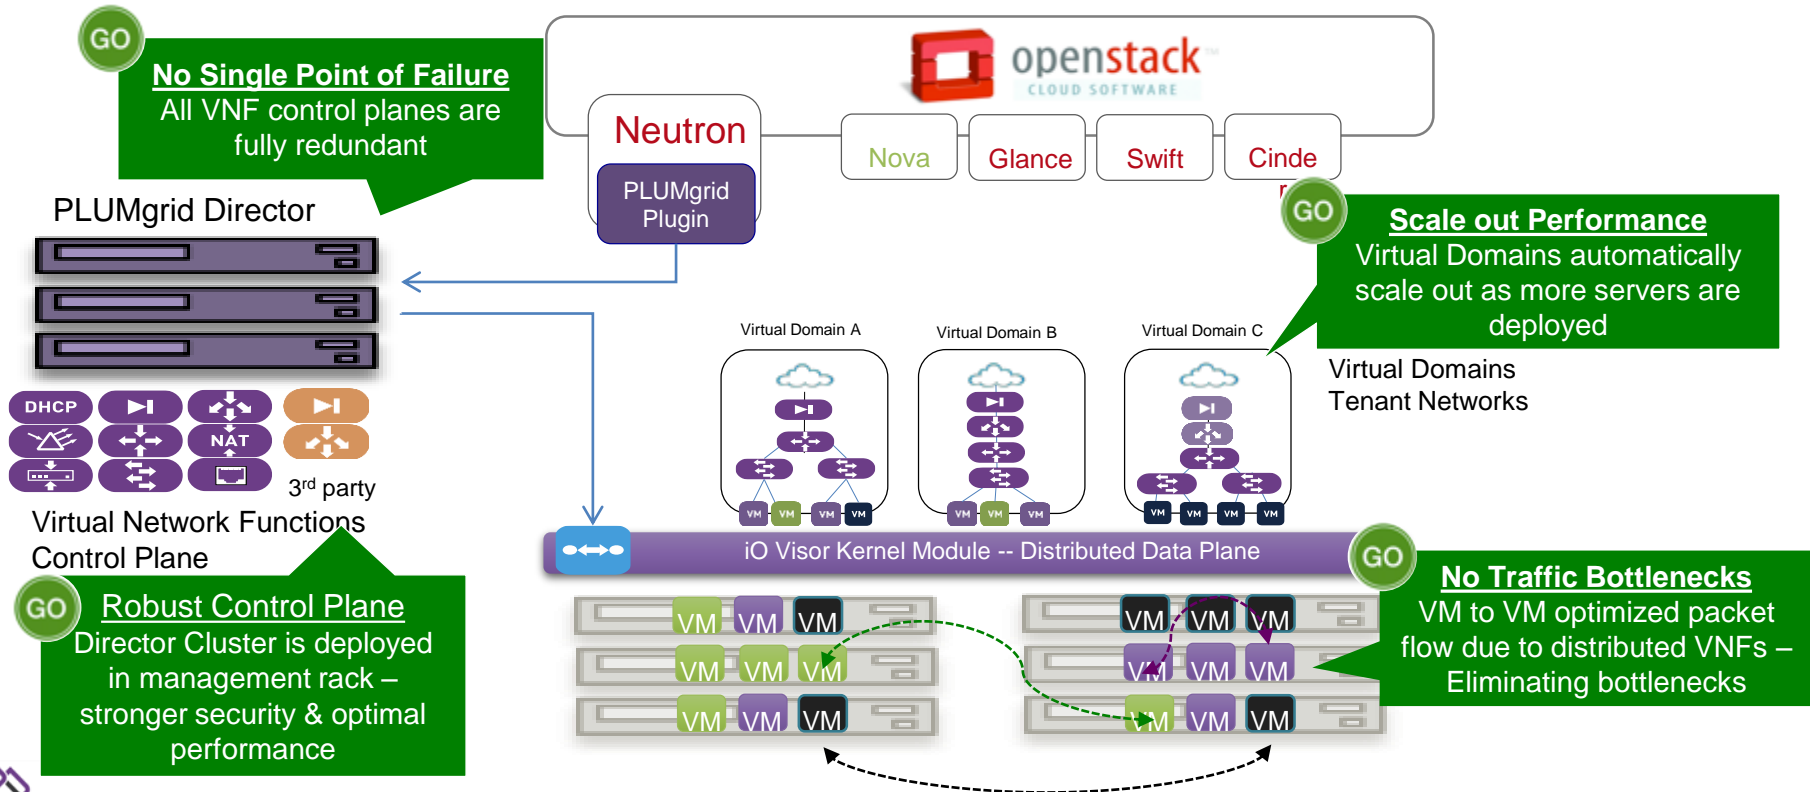 GO
No Single Point of Failure
All VNF control planes are
fully redundant
openstack™
CLOUD SOFTWARE
Neutron
PLUMgrid
Plugin
Nova
Glance
Swift
Cinde
r
PLUMgrid Director
GO
Scale out Performance
Virtual Domains automatically
scale out as more servers are
deployed
Virtual Domain A
Virtual Domain B
Virtual Domain C
Virtual Domains
Tenant Networks
DHCP
NAT
3rd party
Virtual Network Functions
Control Plane
VM VM VM VM
VM VM VM
VM VM VM VM
iO Visor Kernel Module -- Distributed Data Plane
GO
Robust Control Plane
Director Cluster is deployed
in management rack –
stronger security & optimal
performance
GO
No Traffic Bottlenecks
VM to VM optimized packet
flow due to distributed VNFs –
Eliminating bottlenecks
VM VM VM
VM VM VM
VM VM VM
VM VM VM
VM VM VM
VM VM VM